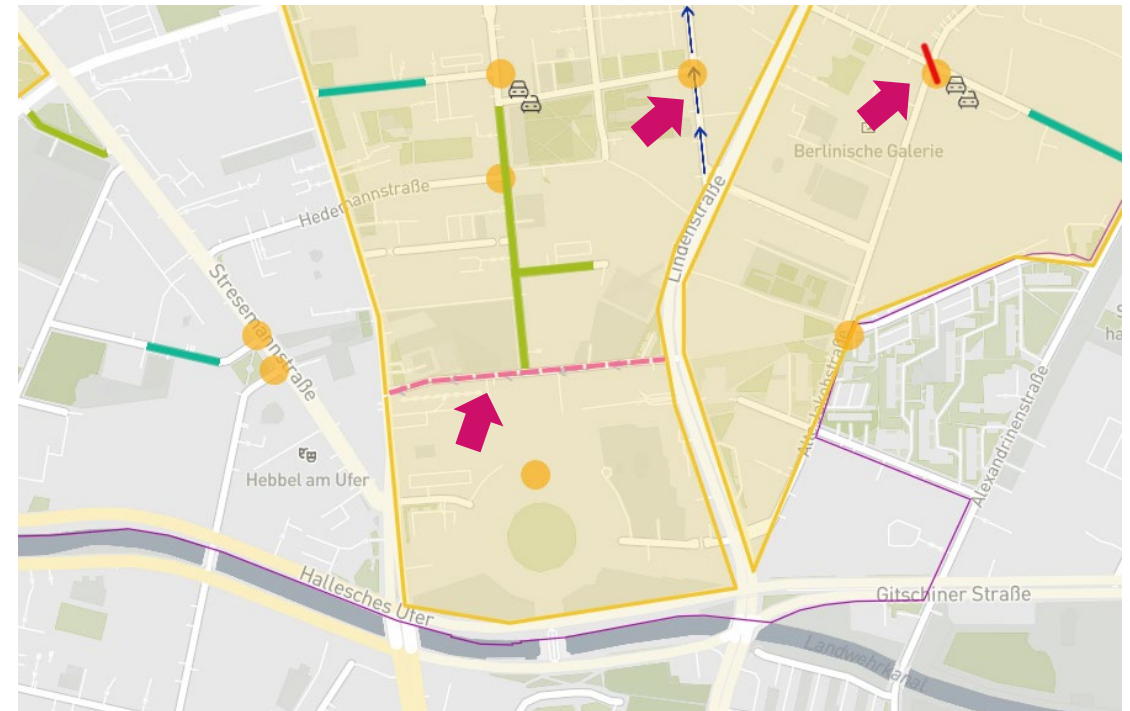 Berlinische Galerie
Hedemannstraße
Lindenstraße
Stresemannstraße
Alte Jakobstraße
Alexandrinenstraße
Hebbel am Ufer
Hallesches Ufer
Gitschiner Straße
Landwehrkanal